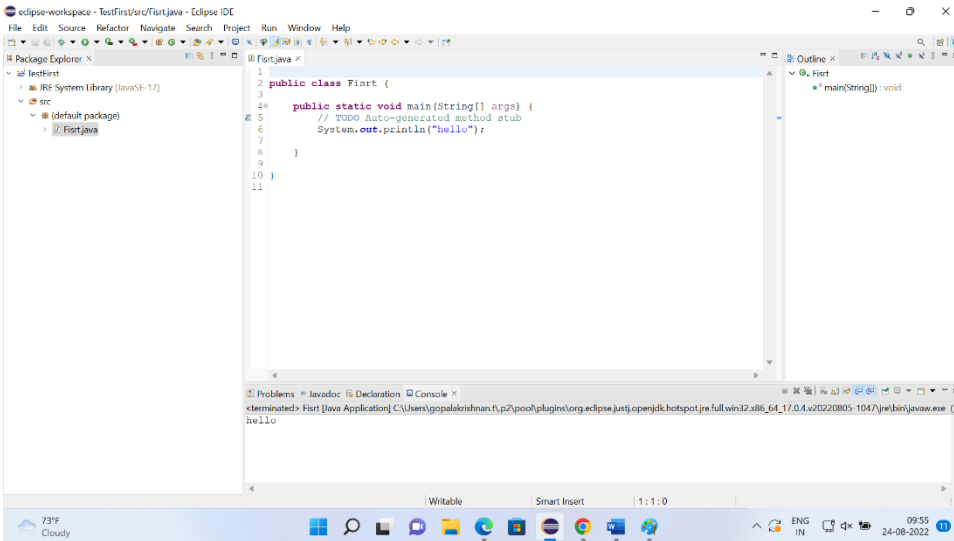 eclipse-workspace - TestFirst/src/Fisrt.java - Eclipse IDE
File Edit Source Refactor Navigate Search Project Run Window Help
Package Explorer
TestFirst
JRE System Library [JavaSE-17]
src
(default package)
Fisrt.java
Fisrt.java
1
2 public class Fisrt {
3
4 public static void main(String[] args) {
5 // TODO Auto-generated method stub
6 System.out.println("hello");
7
8 }
9
10 }
11
Outline
Fisrt
main(String[]) : void
Problems Javadoc Declaration Console
<terminated> Fisrt [Java Application] C:\Users\gopalakrishnan.t\.p2\pool\plugins\org.eclipse.justj.openjdk.hotspot.jre.full.win32.x86_64_17.0.4.v20220805-1047\jre\bin\javaw.exe (
hello
Writable Smart Insert 1 : 1 : 0
73°F
Cloudy
ENG
IN
09:55
24-08-2022
11